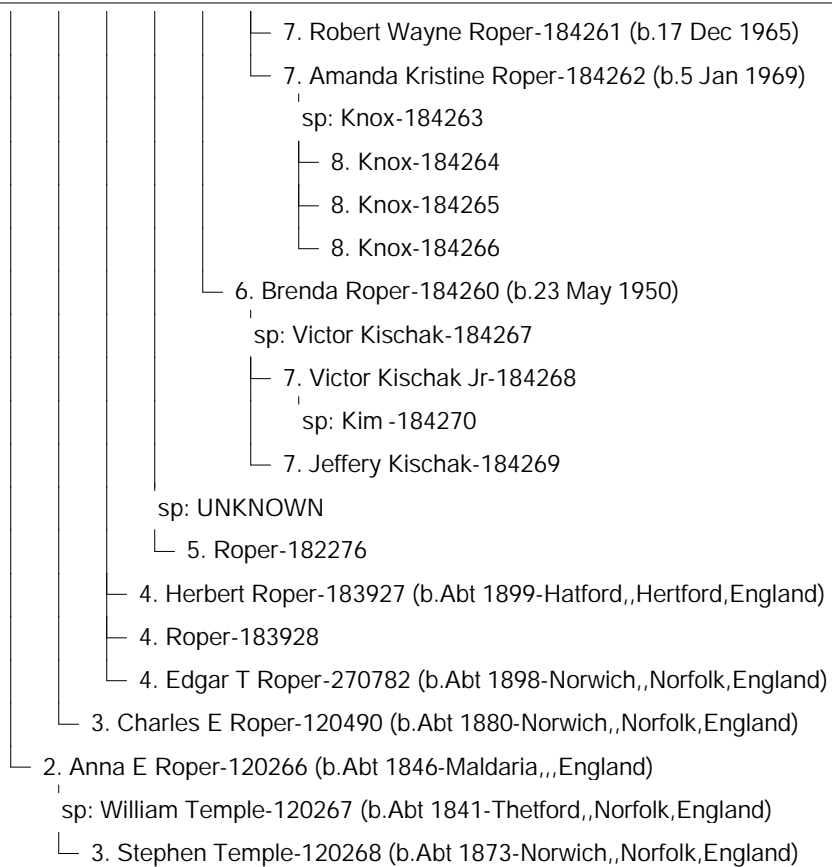 7. Robert Wayne Roper-184261 (b.17 Dec 1965)
7. Amanda Kristine Roper-184262 (b.5 Jan 1969)
sp: Knox-184263
8. Knox-184264
8. Knox-184265
8. Knox-184266
6. Brenda Roper-184260 (b.23 May 1950)
sp: Victor Kischak-184267
7. Victor Kischak Jr-184268
sp: Kim -184270
7. Jeffery Kischak-184269
sp: UNKNOWN
5. Roper-182276
4. Herbert Roper-183927 (b.Abt 1899-Hatford,,Hertford,England)
4. Roper-183928
4. Edgar T Roper-270782 (b.Abt 1898-Norwich,,Norfolk,England)
3. Charles E Roper-120490 (b.Abt 1880-Norwich,,Norfolk,England)
2. Anna E Roper-120266 (b.Abt 1846-Maldaria,,,England)
sp: William Temple-120267 (b.Abt 1841-Thetford,,Norfolk,England)
3. Stephen Temple-120268 (b.Abt 1873-Norwich,,Norfolk,England)